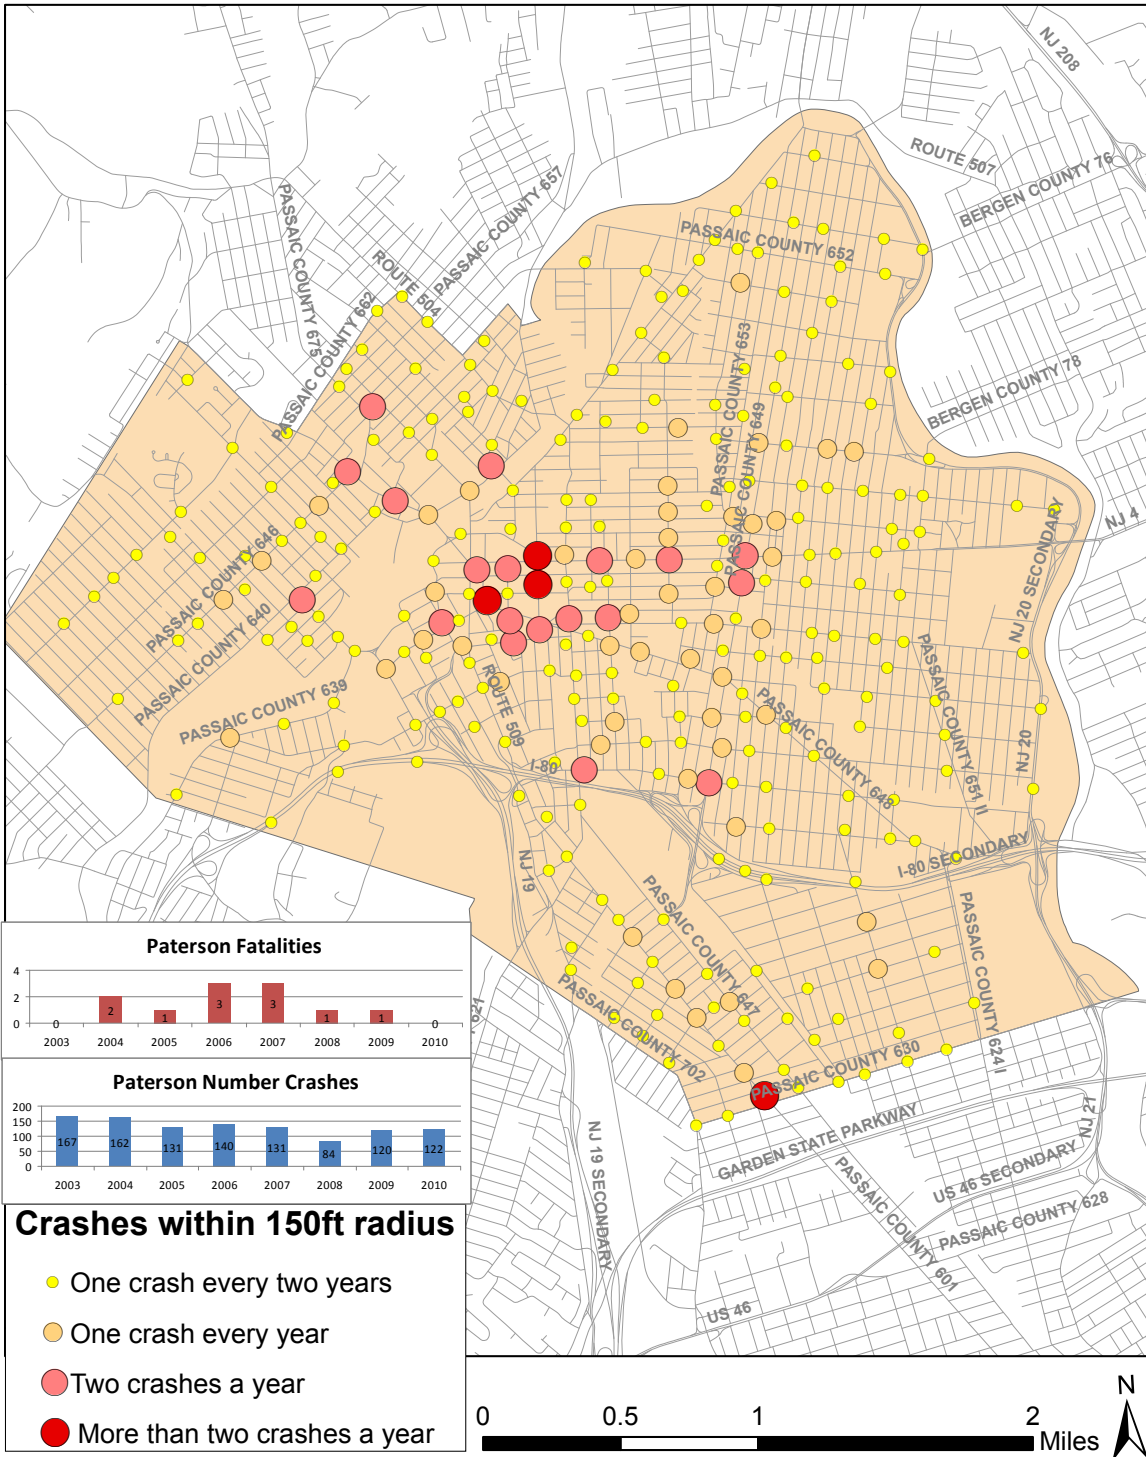 NJ 208
ROUTE 507
BERGEN COUNTY 76
PASSAIC COUNTY 657
PASSAIC COUNTY 675
ROUTE 504
PASSAIC COUNTY 662
PASSAIC COUNTY 652
PASSAIC COUNTY 653
BERGEN COUNTY 78
PASSAIC COUNTY 649
NJ 4
NJ 20 SECONDARY
PASSAIC COUNTY 646
PASSAIC COUNTY 640
PASSAIC COUNTY 639
ROUTE 509
I-80
PASSAIC COUNTY 648
PASSAIC COUNTY 651 II
NJ 20
I-80 SECONDARY
NJ 19
PASSAIC COUNTY 647
PASSAIC COUNTY 624 I
PASSAIC COUNTY 702
PASSAIC COUNTY 630
621
GARDEN STATE PARKWAY
NJ 21
NJ 19 SECONDARY
PASSAIC COUNTY 601
US 46 SECONDARY
PASSAIC COUNTY 628
US 46
Paterson Fatalities
4
2
0
0 2 1 3 3 1 1 0
2003 2004 2005 2006 2007 2008 2009 2010
Paterson Number Crashes
200
150
100
50
0
167 162 131 140 131 84 120 122
2003 2004 2005 2006 2007 2008 2009 2010
Crashes within 150ft radius
One crash every two years
One crash every year
Two crashes a year
More than two crashes a year
0 0.5 1 2
Miles
N